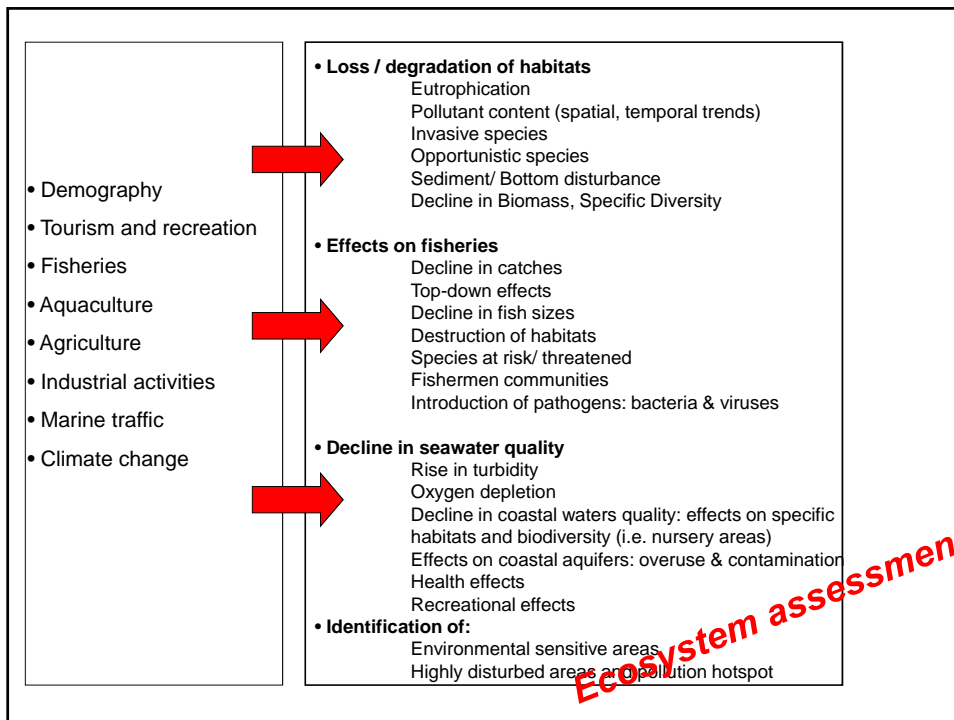 • Demography
• Tourism and recreation
• Fisheries
• Aquaculture
• Agriculture
• Industrial activities
• Marine traffic
• Climate change
• Loss / degradation of habitats
Eutrophication
Pollutant content (spatial, temporal trends)
Invasive species
Opportunistic species
Sediment/ Bottom disturbance
Decline in Biomass, Specific Diversity
• Effects on fisheries
Decline in catches
Top-down effects
Decline in fish sizes
Destruction of habitats
Species at risk/ threatened
Fishermen communities
Introduction of pathogens: bacteria & viruses
• Decline in seawater quality
Rise in turbidity
Oxygen depletion
Decline in coastal waters quality: effects on specific
habitats and biodiversity (i.e. nursery areas)
Effects on coastal aquifers: overuse & contamination
Health effects
Recreational effects
• Identification of:
Environmental sensitive areas
Highly disturbed areas and pollution hotspot
Ecosystem assessmen